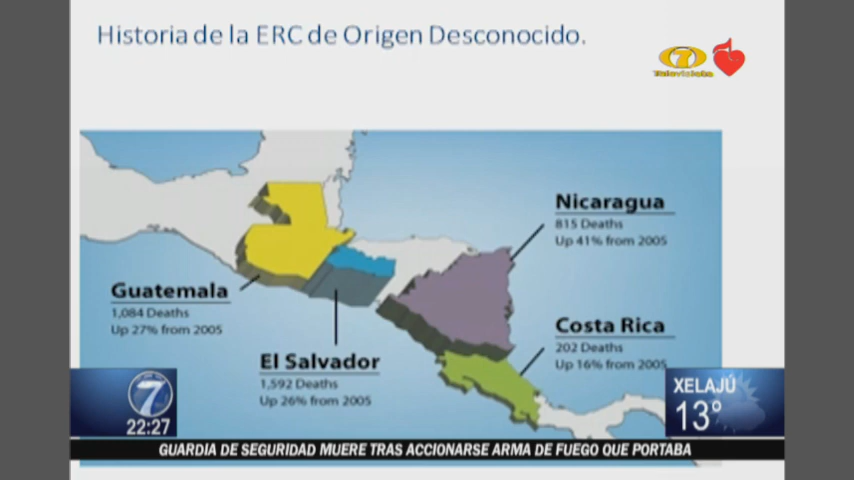 Historia de la ERC de Origen Desconocido.
7
Televisiete
Nicaragua
815 Deaths
Up 41% from 2005
Guatemala
1,084 Deaths
Up 27% from 2005
Costa Rica
202 Deaths
Up 16% from 2005
El Salvador
1,592 Deaths
Up 26% from 2005
7
22:27
XELAJÚ
13°
GUARDIA DE SEGURIDAD MUERE TRAS ACCIONARSE ARMA DE FUEGO QUE PORTABA